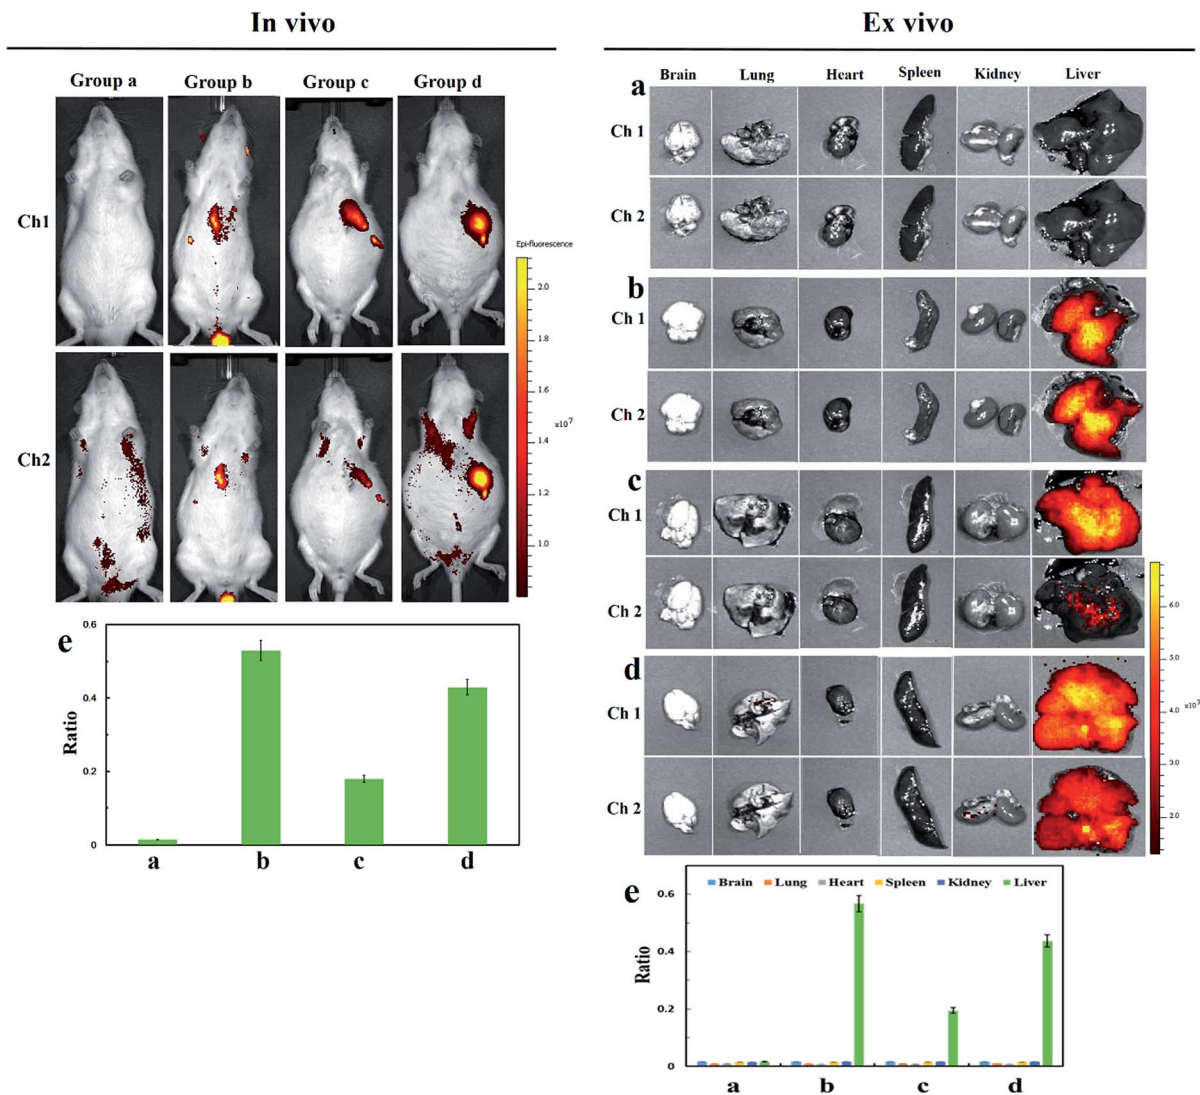 In vivo
Group a Group b Group c Group d
Ch1
Epi-fluorescence
2.0
1.8
1.6
x10⁷
1.4
1.2
1.0
Ch2
e
0.6
0.4
0.2
0
Ratio
a b c d
Ex vivo
Brain Lung Heart Spleen Kidney Liver
a
Ch 1
Ch 2
b
Ch 1
Ch 2
c
Ch 1
Ch 2
d
Ch 1
Ch 2
6.0
5.0
x10⁷
4.0
3.0
2.0
e
Brain Lung Heart Spleen Kidney Liver
0.6
0.4
0.2
0
Ratio
a b c d